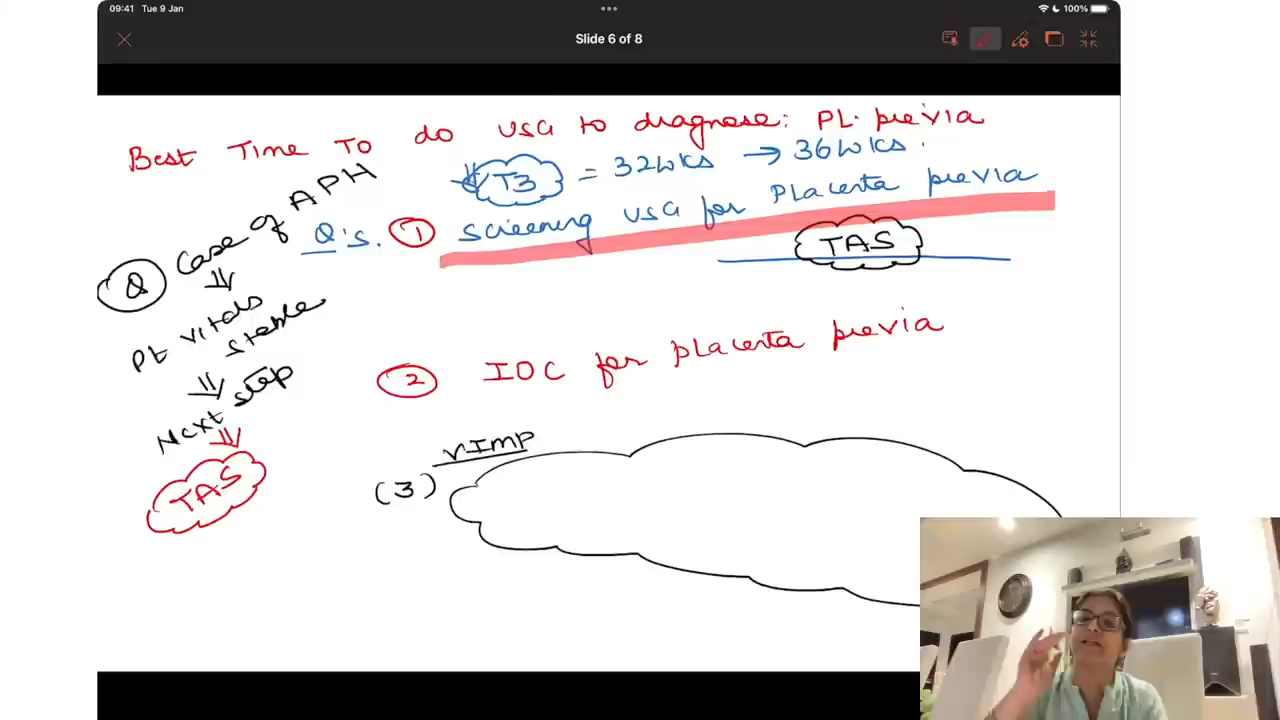 09:41 Tue 9 Jan
100%
Slide 6 of 8
Best Time To do USG to diagnose: PL. previa
T3 = 32wks → 36wks.
Q's. 1 screening USG for Placenta previa
TAS
Q Case of APH
⇓
Pt vitals stable
⇓
Next step
⇓
TAS
2 IOC for placenta previa
vImp
(3)